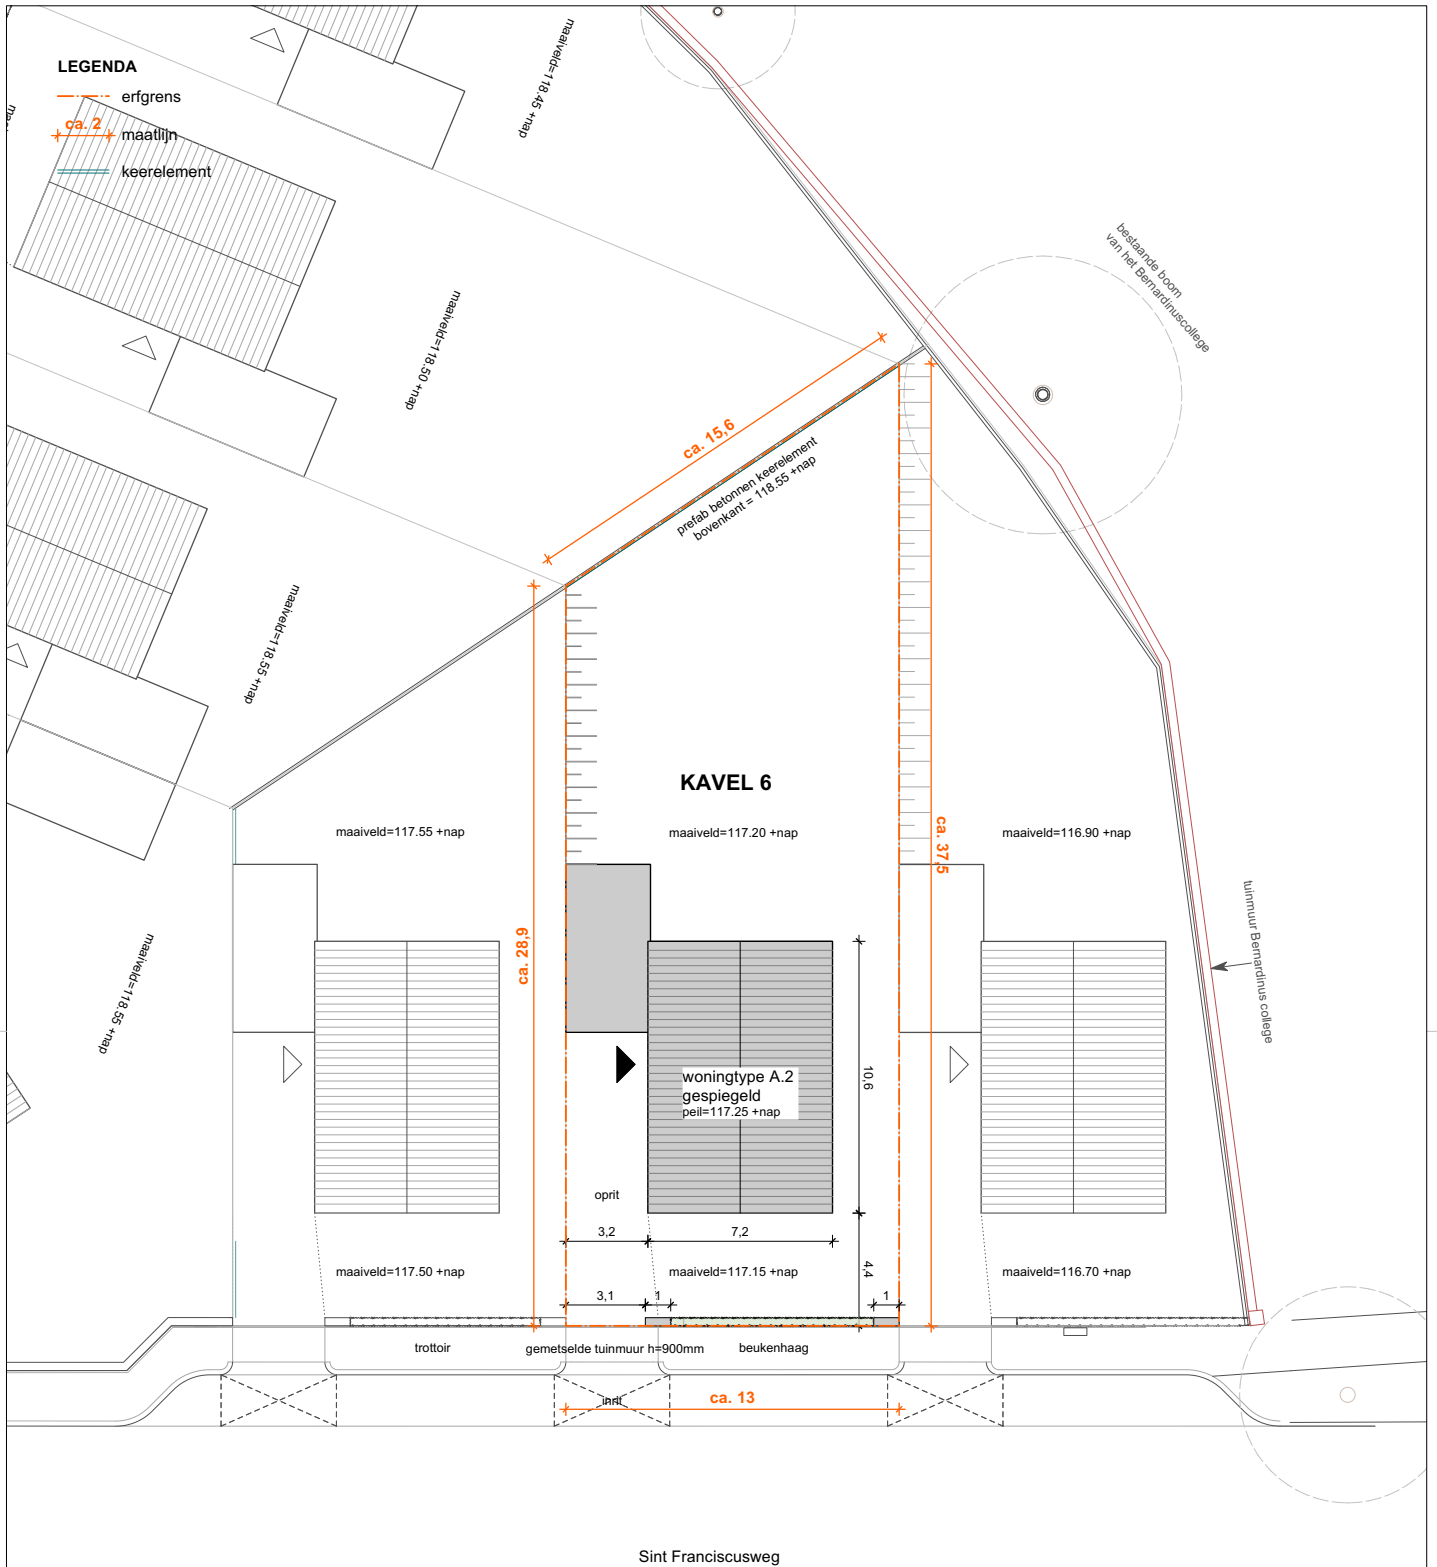 LEGENDA
erfgrens
ca. 2
maatlijn
keerelement
maaiveld=118.45 +nap
bestaande boom
van het Bernardinuscollege
maaiveld=118.50 +nap
ca. 15,6
prefab betonnen keerelement
bovenkant = 118.55 +nap
maaiveld=118.55 +nap
KAVEL 6
maaiveld=117.55 +nap
maaiveld=117.20 +nap
maaiveld=116.90 +nap
ca. 37,5
ca. 28,9
tuinmuur Bernardinus college
maaiveld=118.55 +nap
10,6
woningtype A.2
gespiegeld
peil=117.25 +nap
oprit
3,2
7,2
4,4
maaiveld=117.50 +nap
maaiveld=117.15 +nap
maaiveld=116.70 +nap
3,1
1
1
trottoir
gemetselde tuinmuur h=900mm
beukenhaag
inrit
ca. 13
Sint Franciscusweg